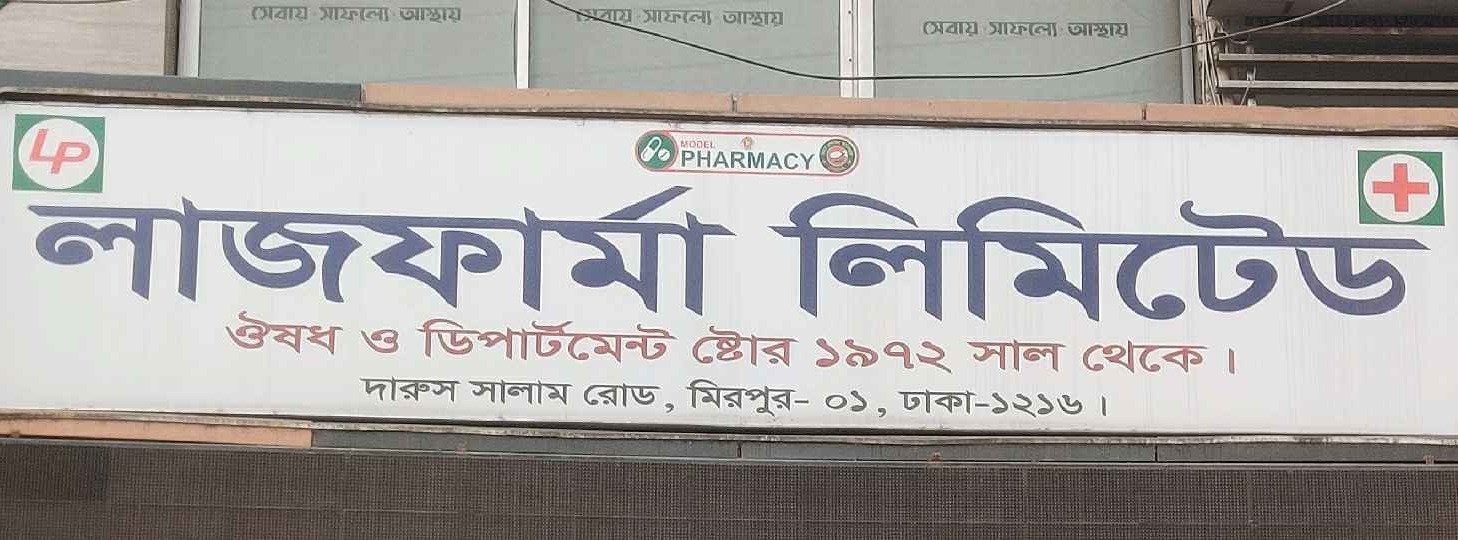 সেবায় সাফল্যে আস্থায়
সেবায় সাফল্যে আস্থায়
সেবায় সাফল্যে আস্থায়
LP
MODEL
PHARMACY
লাজফার্মা লিমিটেড
ঔষধ ও ডিপার্টমেন্ট ষ্টোর ১৯৭২ সাল থেকে।
দারুস সালাম রোড, মিরপুর- ০১, ঢাকা-১২১৬।